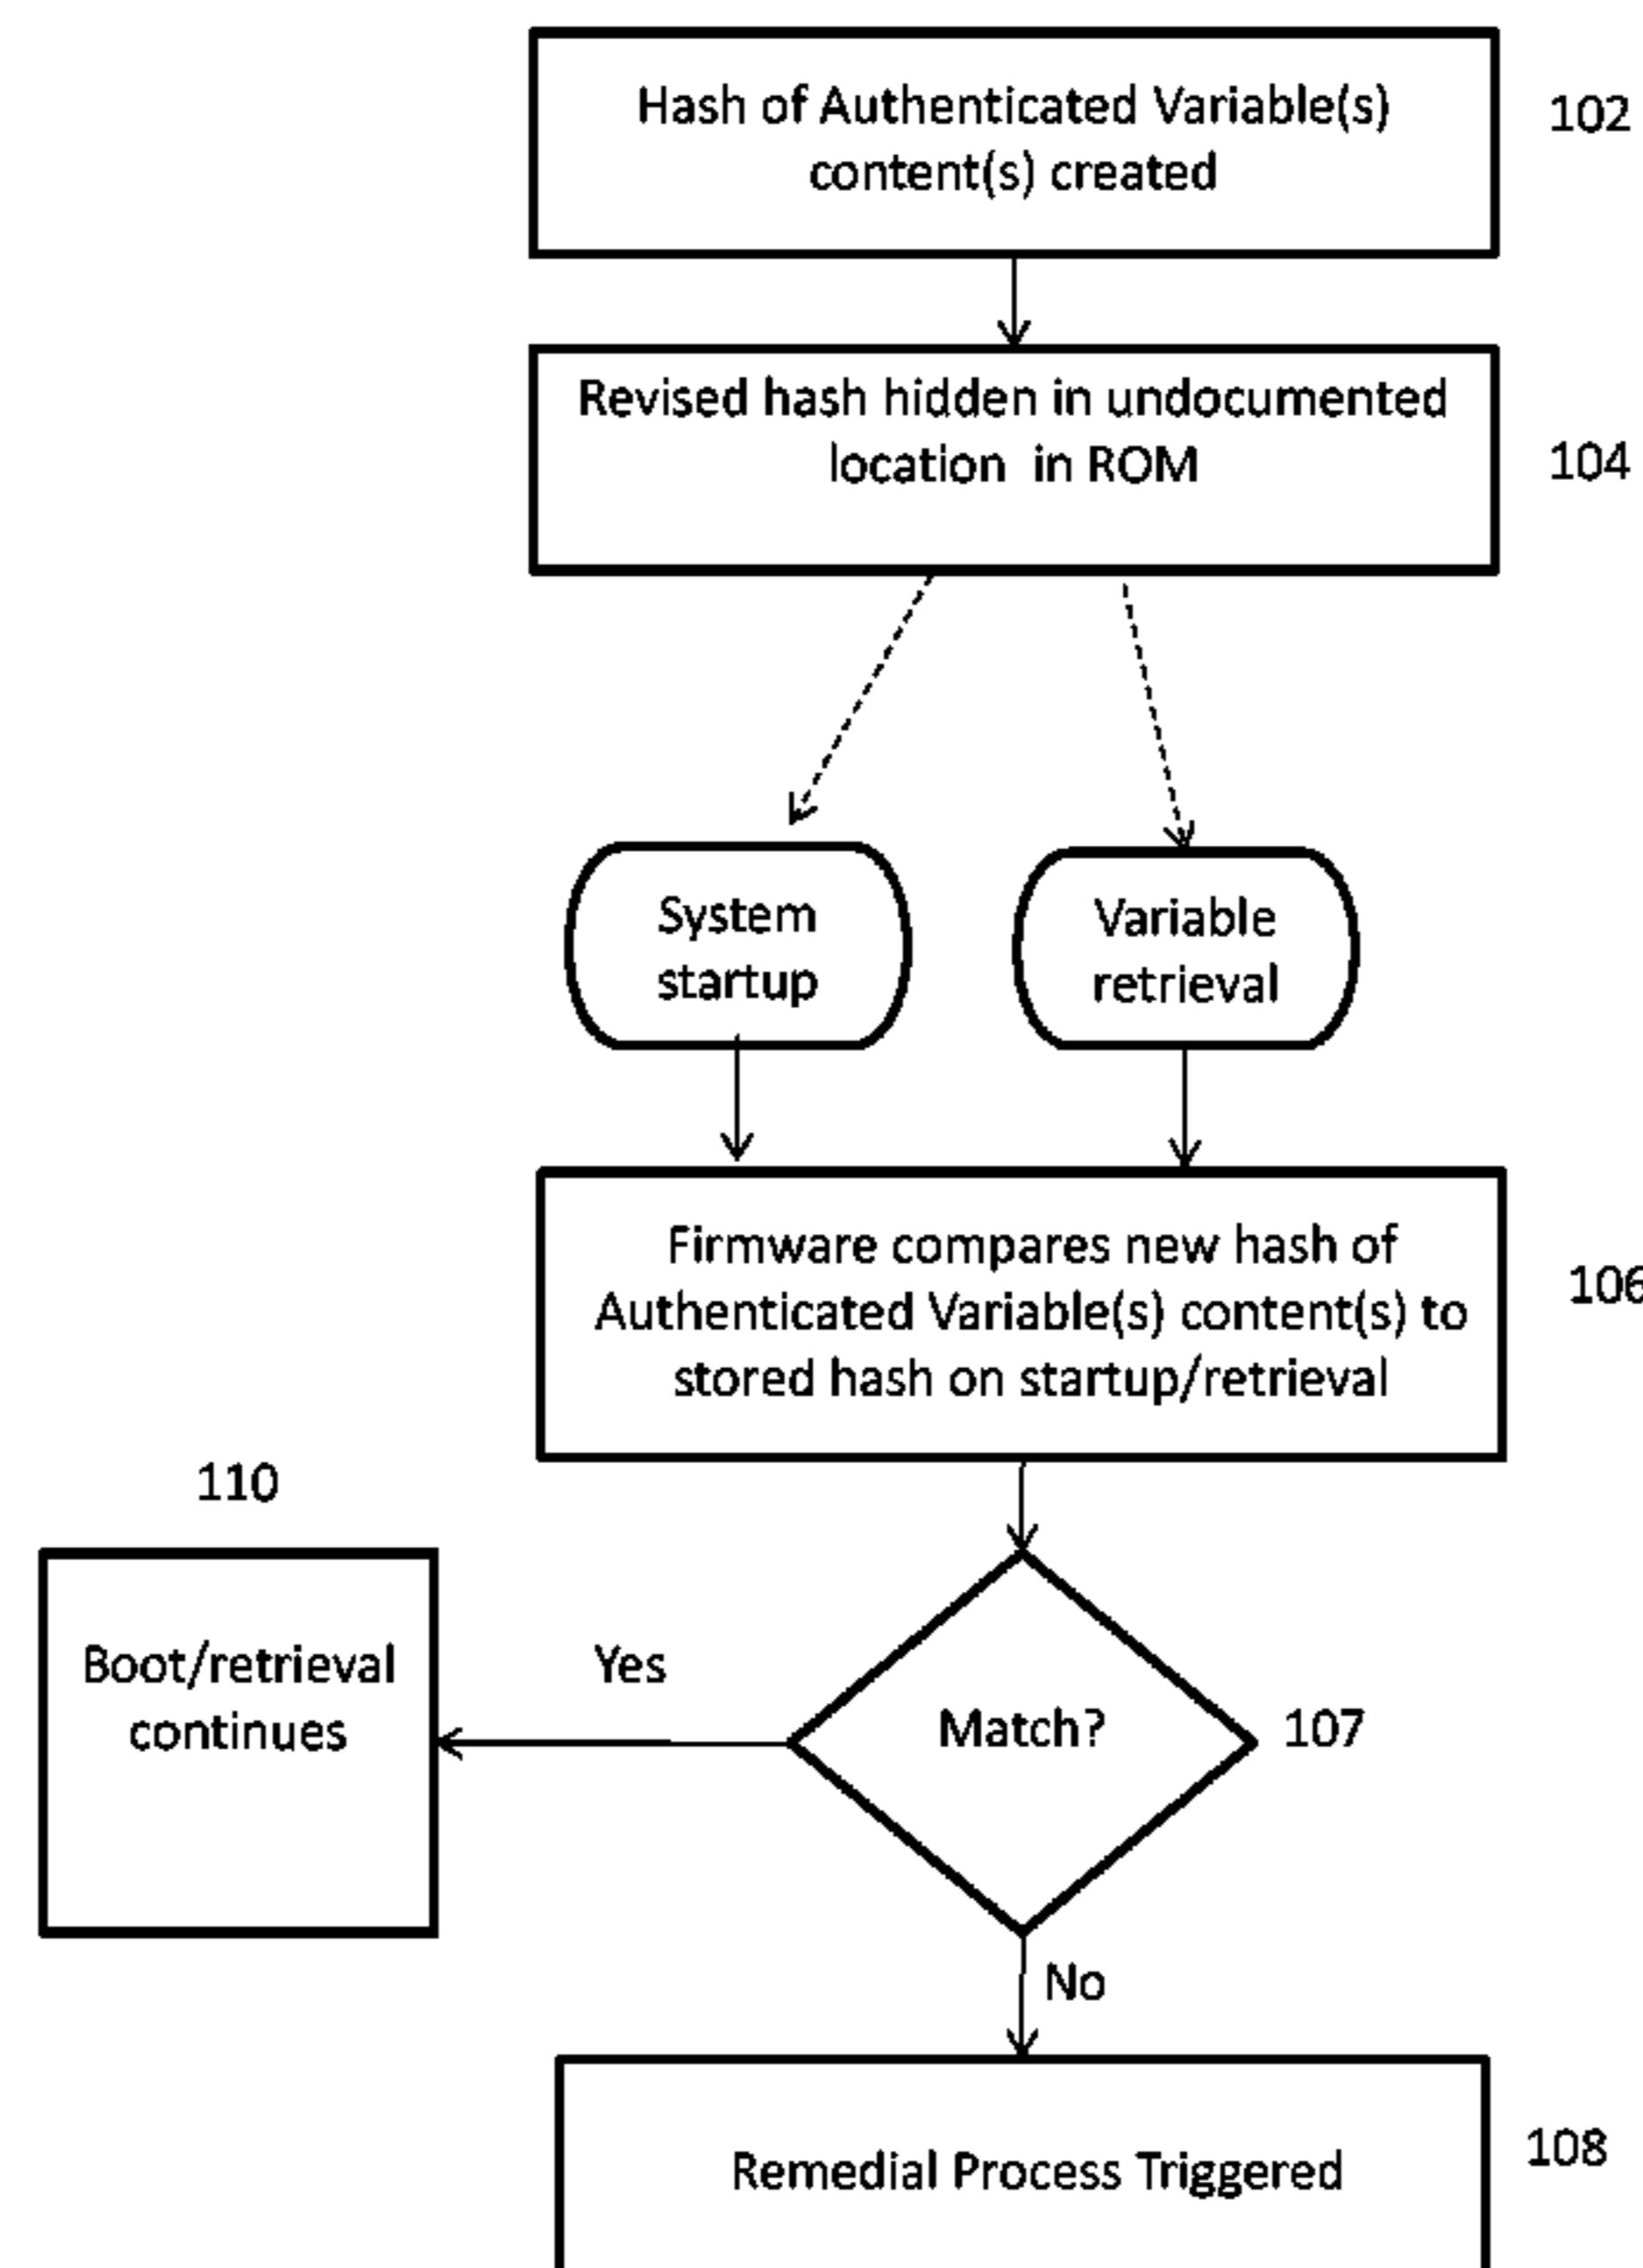 Hash of Authenticated Variable(s)
content(s) created
102
Revised hash hidden in undocumented
location in ROM
104
System
startup
Variable
retrieval
Firmware compares new hash of
Authenticated Variable(s) content(s) to
stored hash on startup/retrieval
106
110
Boot/retrieval
continues
Yes
Match?
107
No
Remedial Process Triggered
108